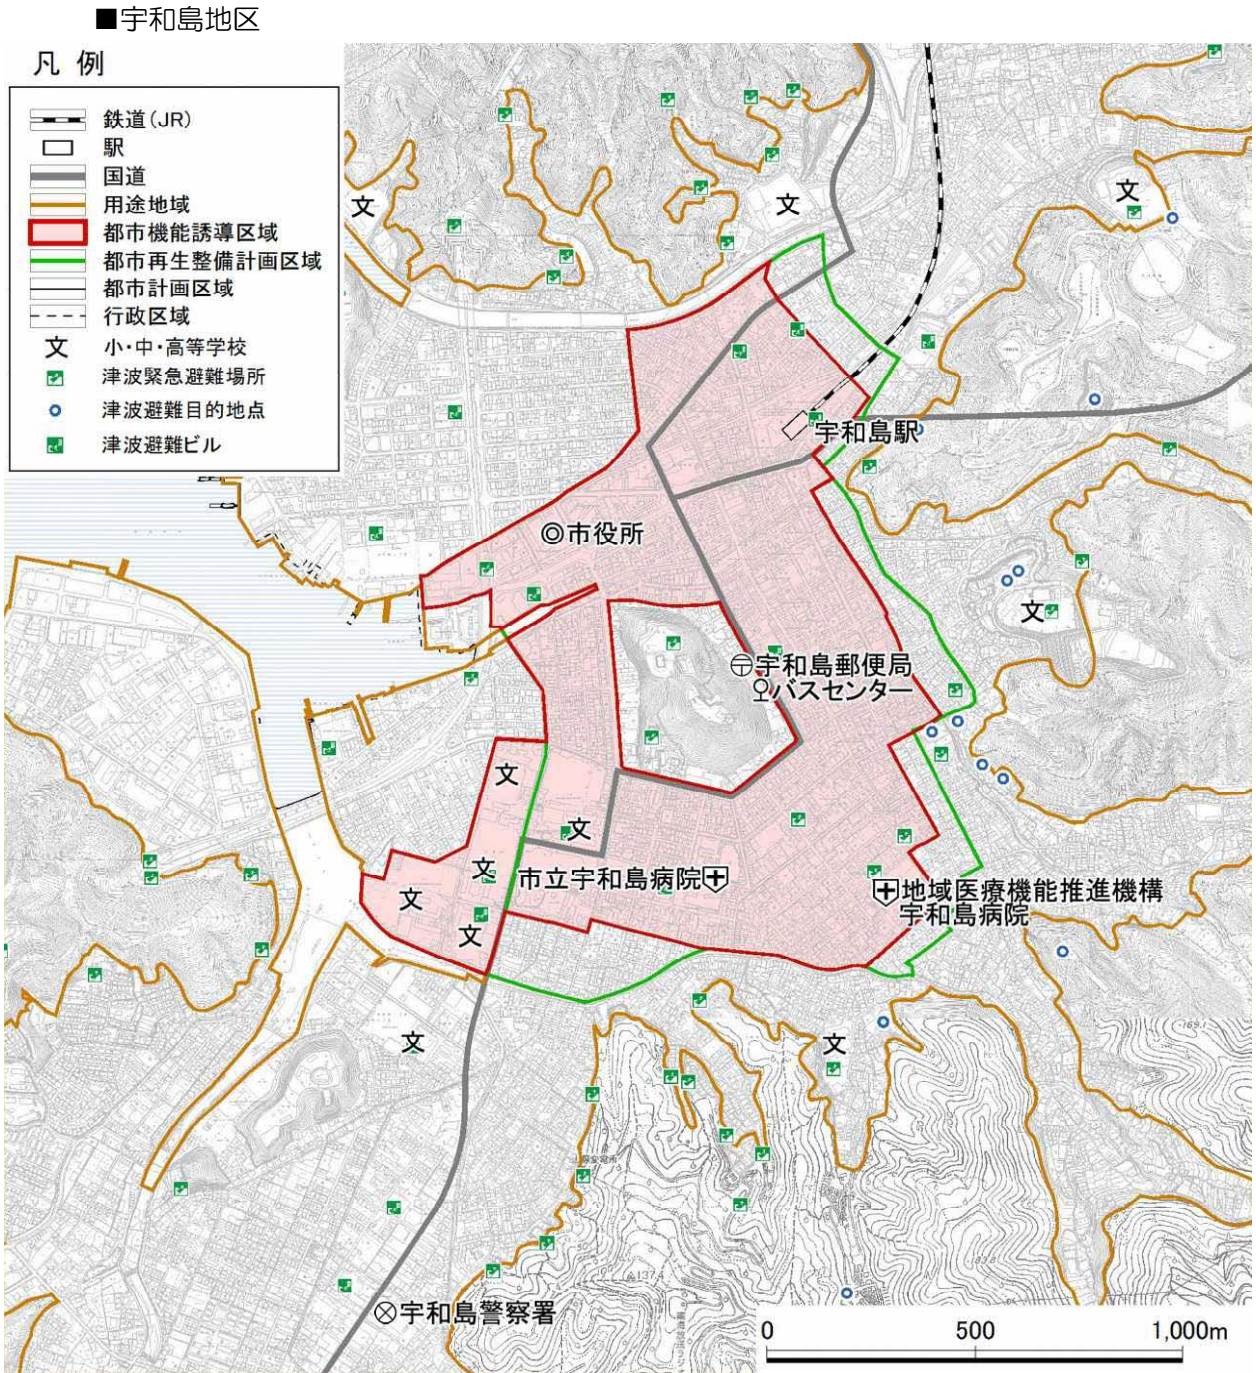 ■宇和島地区
凡 例
鉄道(JR)
駅
国道
用途地域
都市機能誘導区域
都市再生整備計画区域
都市計画区域
行政区域
文 小・中・高等学校
津波緊急避難場所
津波避難目的地点
津波避難ビル
文
文
文
宇和島駅
市役所
文
宇和島郵便局
バスセンター
文
文
文
市立宇和島病院
文
地域医療機能推進機構
宇和島病院
文
文
文
宇和島警察署
137.4
0 500 1,000m